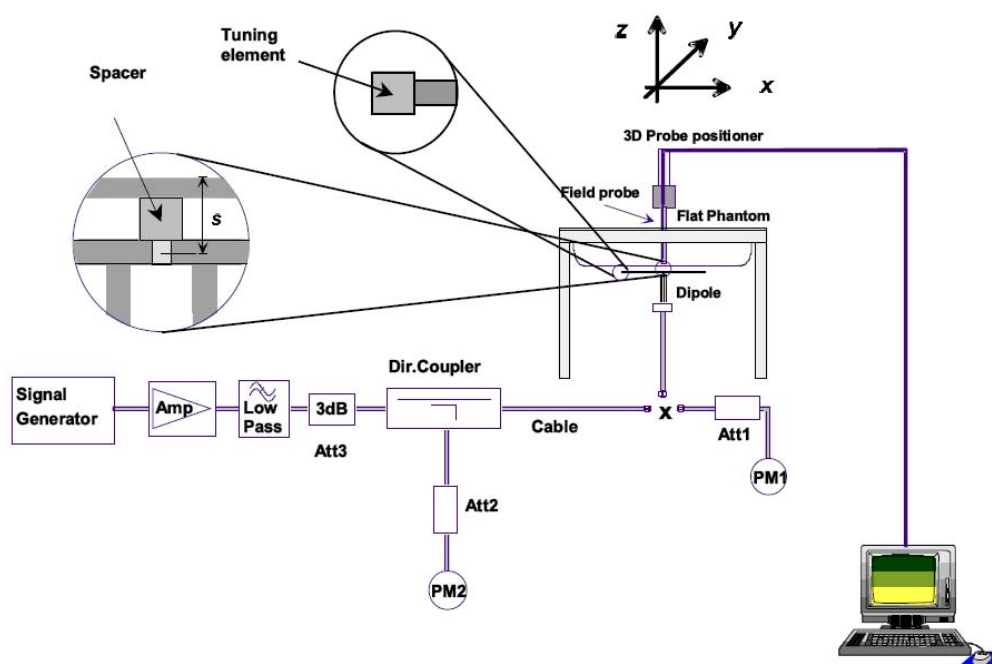 Tuning
element
Spacer
s
z
y
x
3D Probe positioner
Field probe
Flat Phantom
Dipole
Dir.Coupler
Signal
Generator
Amp
Low
Pass
3dB
Att3
Cable
x
Att1
PM1
Att2
PM2